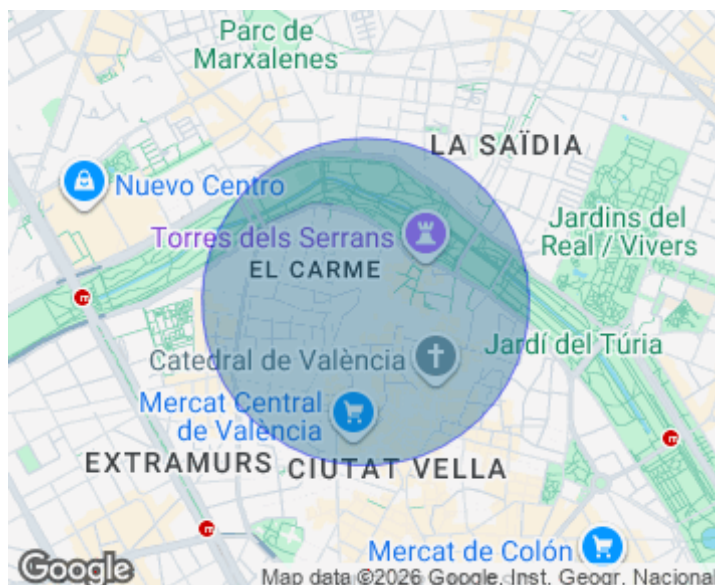 Parc de
Marxalenes
LA SAÏDIA
Nuevo Centro
Jardins del
Real / Vivers
Torres dels Serrans
EL CARME
Catedral de València
Jardí del Túria
Mercat Central
de València
EXTRAMURS
CIUTAT VELLA
Mercat de Colón
Google
Map data ©2026 Google, Inst. Geogr. Nacional